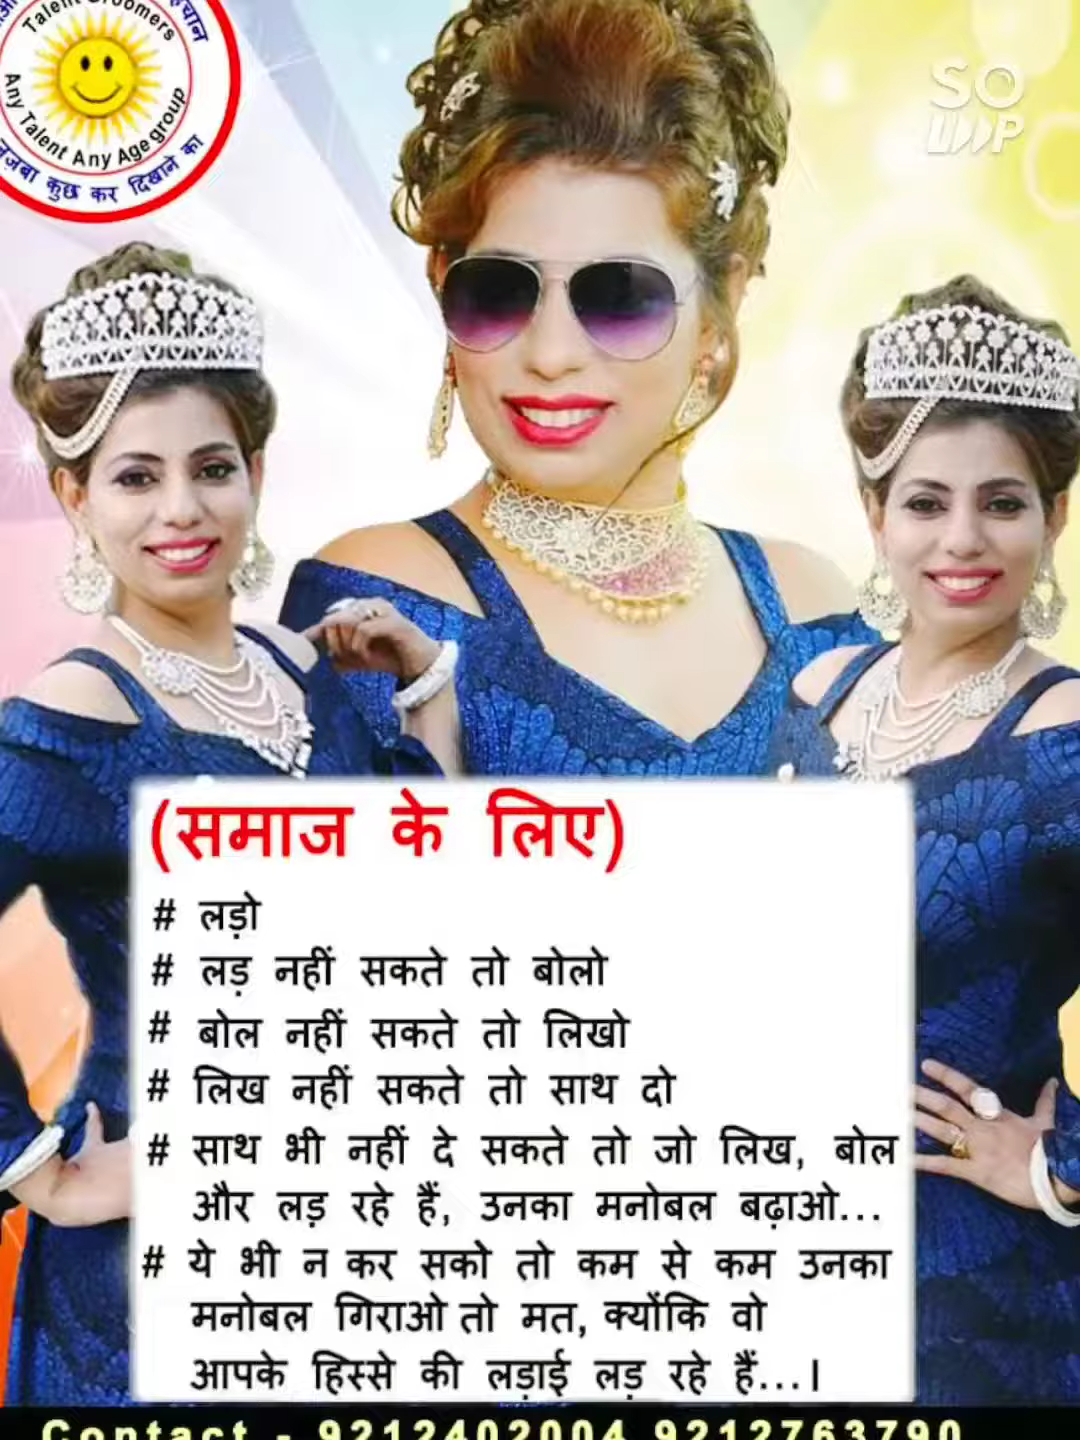 Talent Groomers
Any Talent Any Age group
कुछ कर दिखाने का
SO
LOOP
(समाज के लिए)
# लड़ो
# लड़ नहीं सकते तो बोलो
# बोल नहीं सकते तो लिखो
# लिख नहीं सकते तो साथ दो
# साथ भी नहीं दे सकते तो जो लिख, बोल
और लड़ रहे हैं, उनका मनोबल बढ़ाओ...
# ये भी न कर सको तो कम से कम उनका
मनोबल गिराओ तो मत, क्योंकि वो
आपके हिस्से की लड़ाई लड़ रहे हैं...।
Contact - 9212402004 9212763790